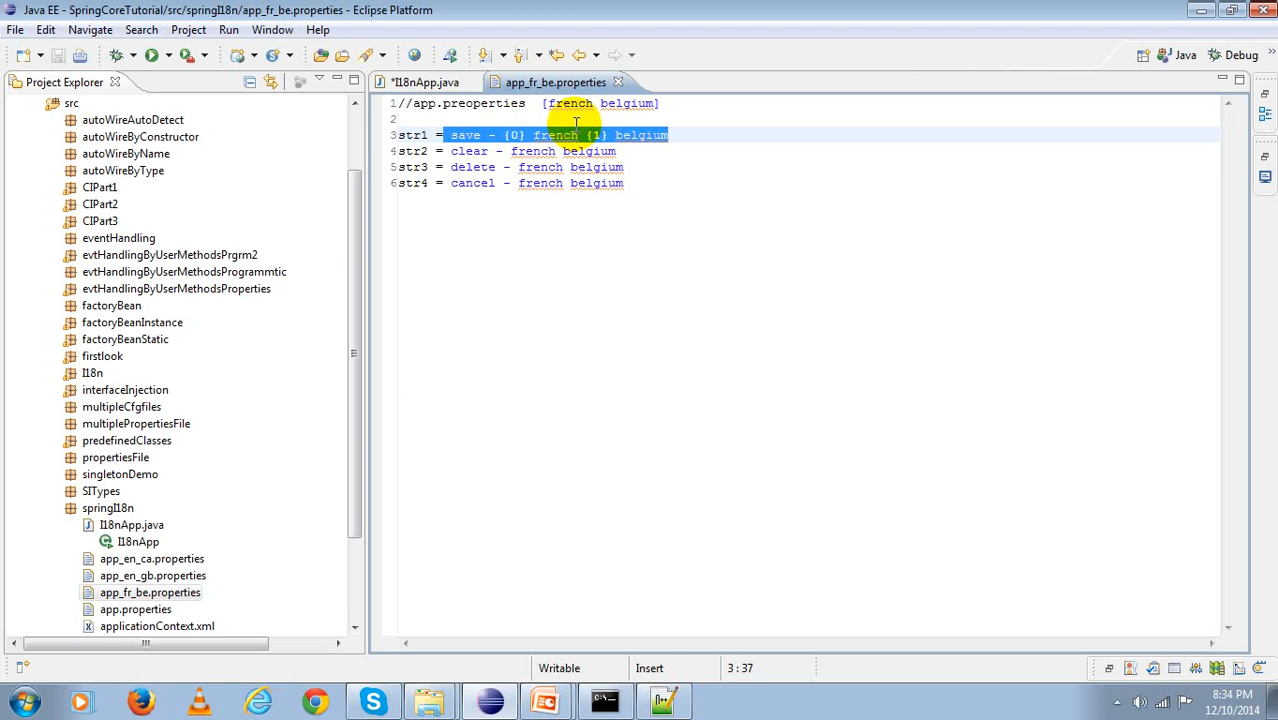 Java EE - SpringCoreTutorial/src/springI18n/app_fr_be.properties - Eclipse Platform
File Edit Navigate Search Project Run Window Help
Java Debug
Project Explorer
*I18nApp.java app_fr_be.properties
src
autoWireAutoDetect
autoWireByConstructor
autoWireByName
autoWireByType
CIPart1
CIPart2
CIPart3
eventHandling
evtHandlingByUserMethodsPrgrm2
evtHandlingByUserMethodsProgrammtic
evtHandlingByUserMethodsProperties
factoryBean
factoryBeanInstance
factoryBeanStatic
firstlook
I18n
interfaceInjection
multipleCfgfiles
multiplePropertiesFile
predefinedClasses
propertiesFile
singletonDemo
SITypes
springI18n
I18nApp.java
I18nApp
app_en_ca.properties
app_en_gb.properties
app_fr_be.properties
app.properties
applicationContext.xml
1 //app.preoperties [french belgium]
2
3 str1 = save - {0} french {1} belgium
4 str2 = clear - french belgium
5 str3 = delete - french belgium
6 str4 = cancel - french belgium
Writable Insert 3 : 37
8:34 PM
12/10/2014